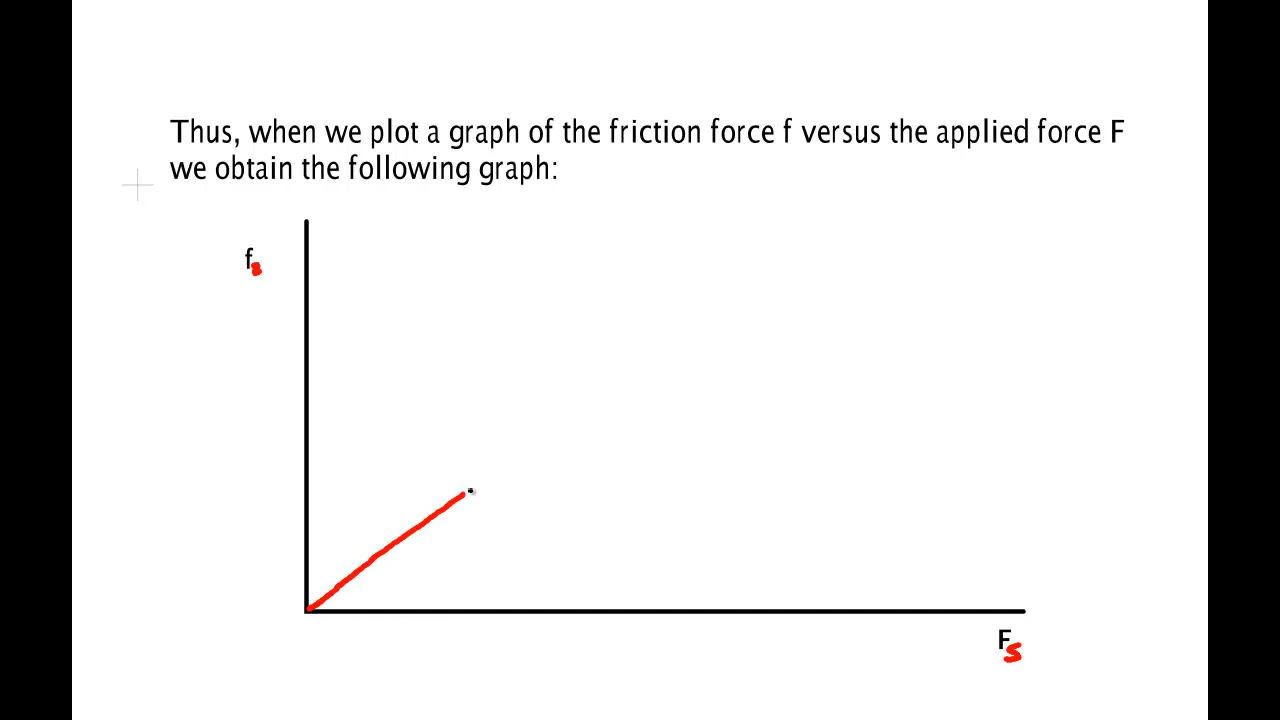 Thus, when we plot a graph of the friction force f versus the applied force F
we obtain the following graph:
fs
Fs